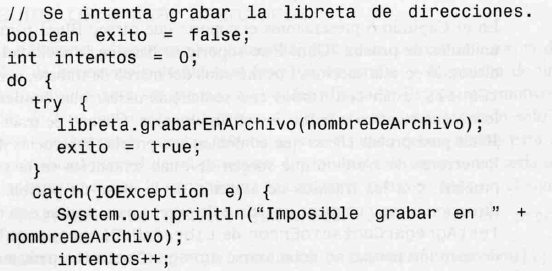 // Se intenta grabar la libreta de direcciones.
boolean exito = false;
int intentos = 0;
do {
try {
libreta.grabarEnArchivo(nombreDeArchivo);
exito = true;
}
catch(IOException e) {
System.out.println("Imposible grabar en " +
nombreDeArchivo);
intentos++;